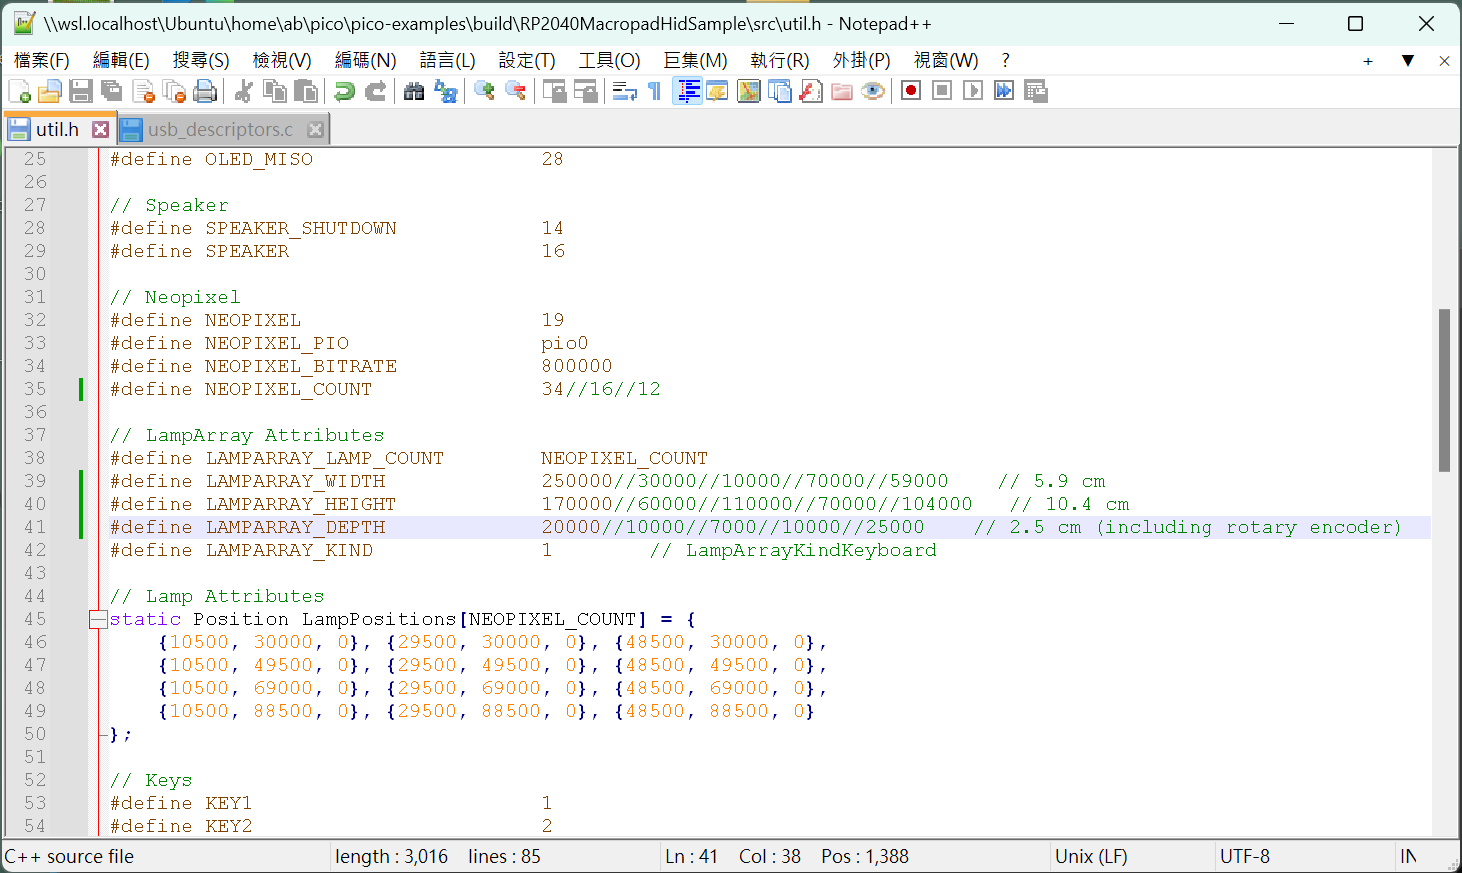 \\wsl.localhost\Ubuntu\home\ab\pico\pico-examples\build\RP2040MacropadHidSample\src\util.h - Notepad++
檔案(F) 編輯(E) 搜尋(S) 檢視(V) 編碼(N) 語言(L) 設定(T) 工具(O) 巨集(M) 執行(R) 外掛(P) 視窗(W) ? + ▼ ×
util.h usb_descriptors.c
25 #define OLED_MISO 28
26
27 // Speaker
28 #define SPEAKER_SHUTDOWN 14
29 #define SPEAKER 16
30
31 // Neopixel
32 #define NEOPIXEL 19
33 #define NEOPIXEL_PIO pio0
34 #define NEOPIXEL_BITRATE 800000
35 #define NEOPIXEL_COUNT 34//16//12
36
37 // LampArray Attributes
38 #define LAMPARRAY_LAMP_COUNT NEOPIXEL_COUNT
39 #define LAMPARRAY_WIDTH 250000//30000//10000//70000//59000 // 5.9 cm
40 #define LAMPARRAY_HEIGHT 170000//60000//110000//70000//104000 // 10.4 cm
41 #define LAMPARRAY_DEPTH 20000//10000//7000//10000//25000 // 2.5 cm (including rotary encoder)
42 #define LAMPARRAY_KIND 1 // LampArrayKindKeyboard
43
44 // Lamp Attributes
45 static Position LampPositions[NEOPIXEL_COUNT] = {
46 {10500, 30000, 0}, {29500, 30000, 0}, {48500, 30000, 0},
47 {10500, 49500, 0}, {29500, 49500, 0}, {48500, 49500, 0},
48 {10500, 69000, 0}, {29500, 69000, 0}, {48500, 69000, 0},
49 {10500, 88500, 0}, {29500, 88500, 0}, {48500, 88500, 0}
50 };
51
52 // Keys
53 #define KEY1 1
54 #define KEY2 2
C++ source file length : 3,016 lines : 85 Ln : 41 Col : 38 Pos : 1,388 Unix (LF) UTF-8 IN